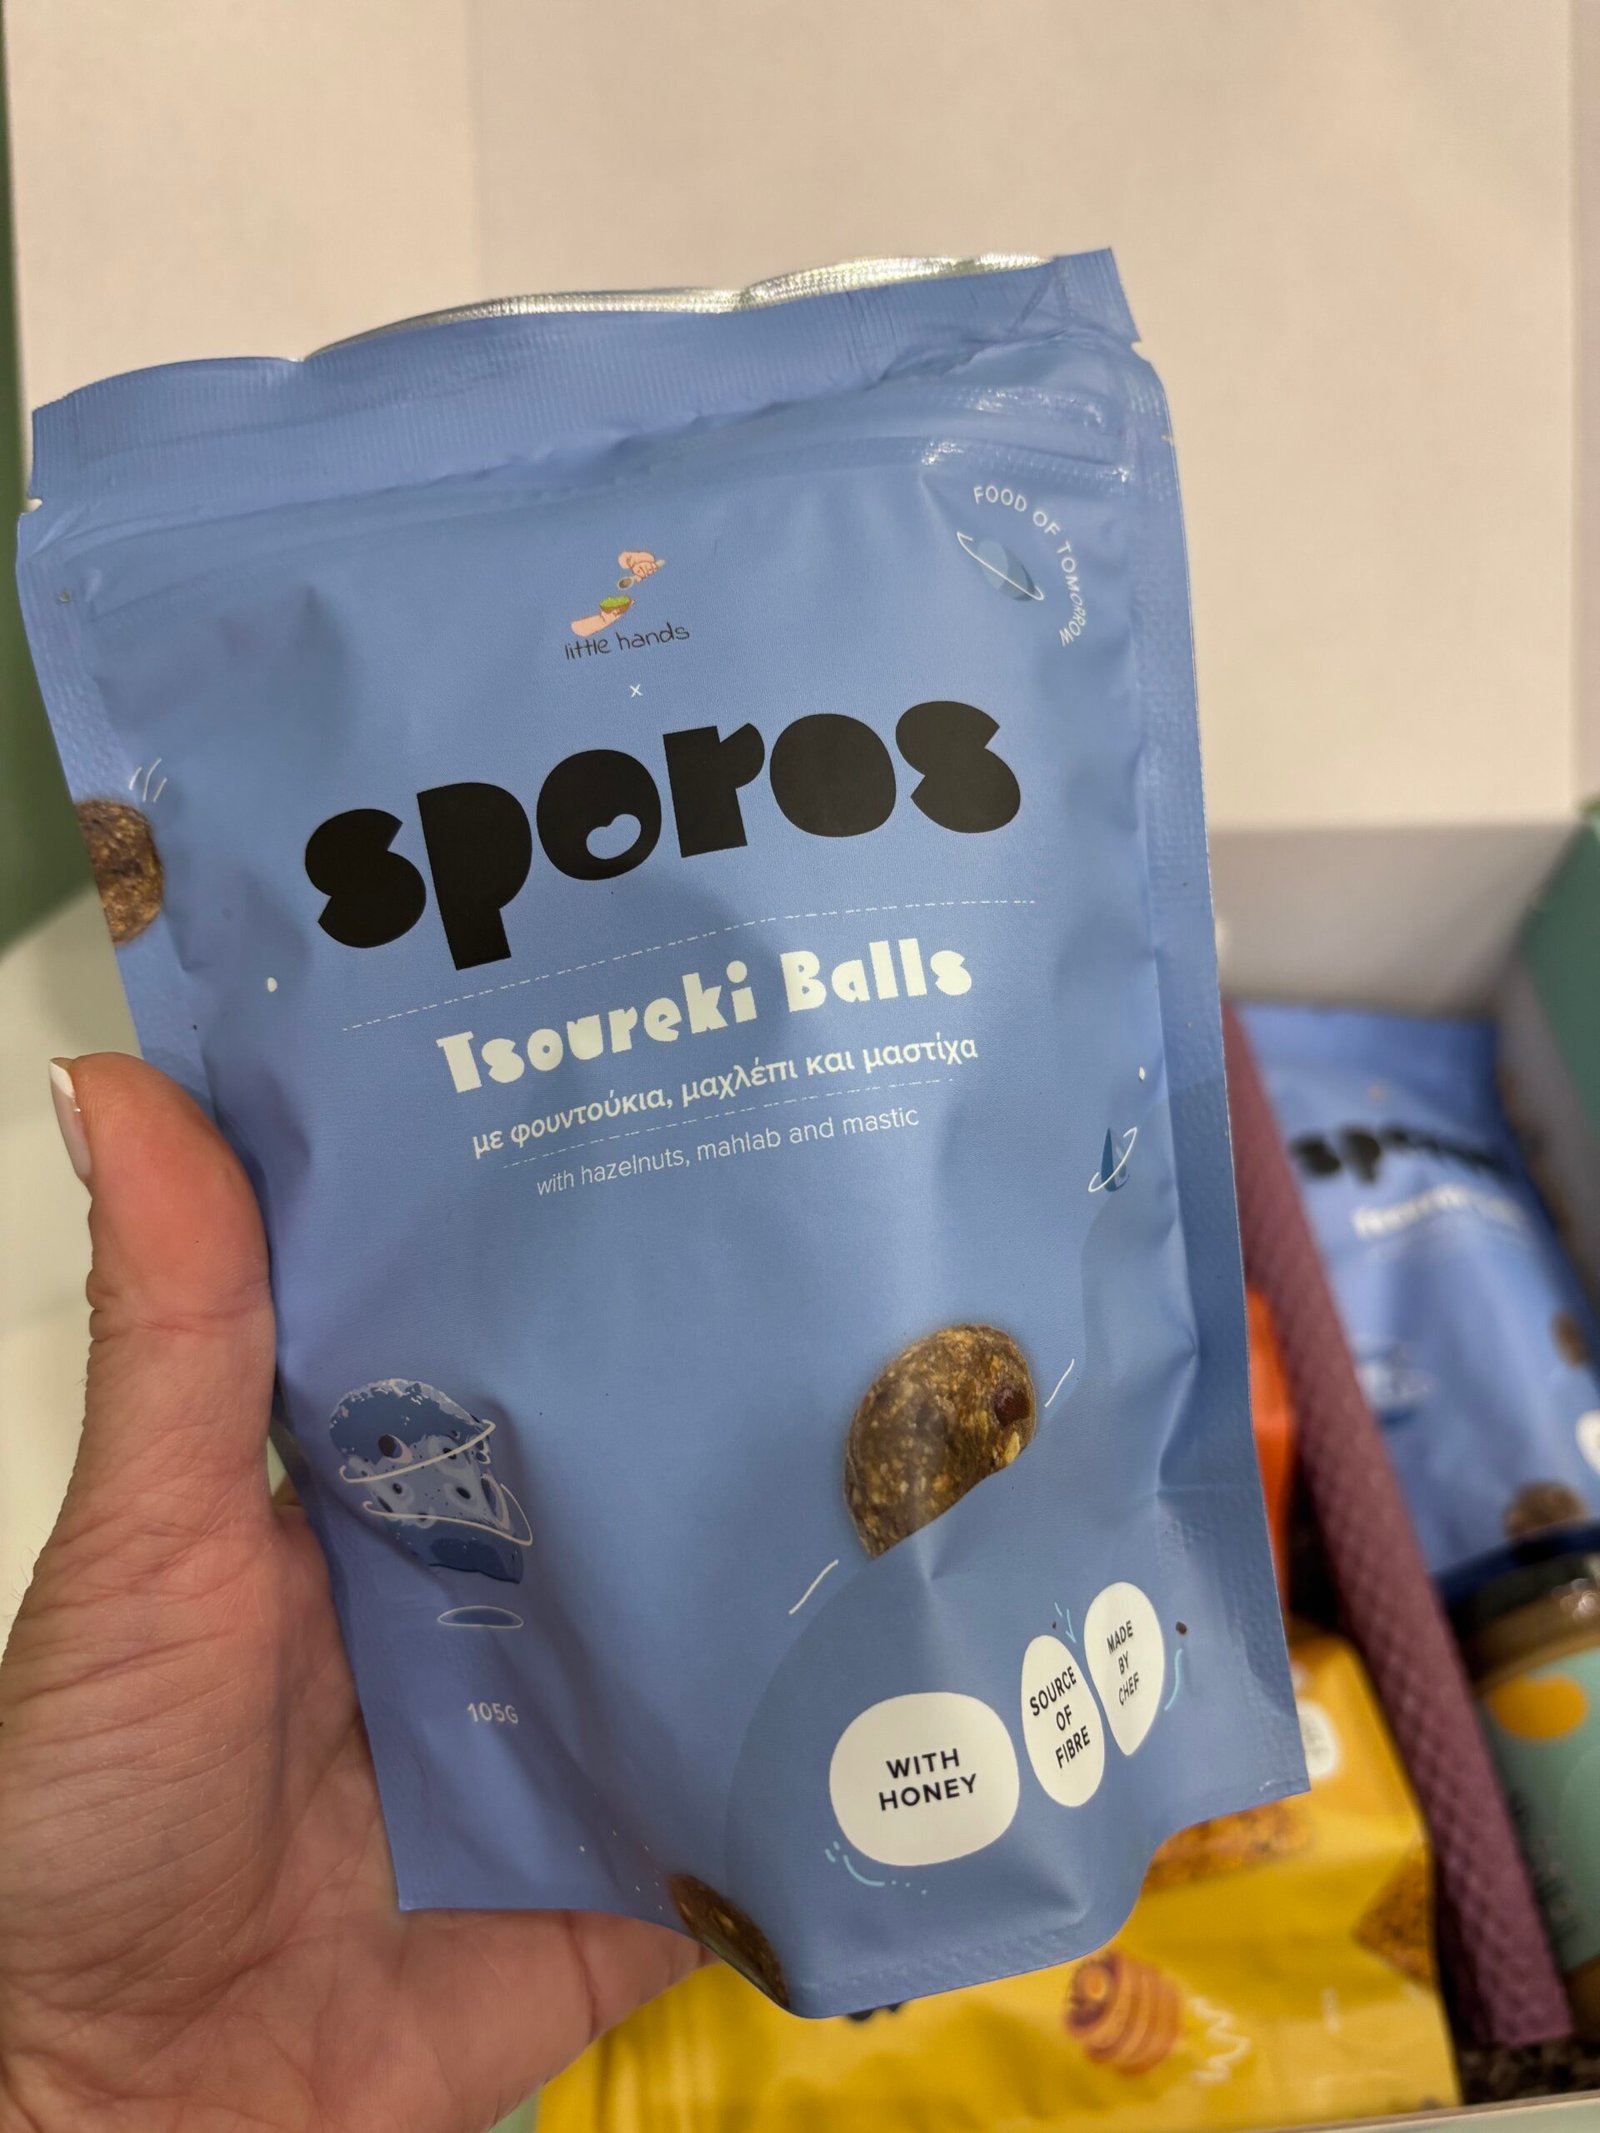 FOOD OF TOMORROW
little hands
x
sporos
Tsoureki Balls
με φουντούκια, μαχλέπι και μαστίχα
with hazelnuts, mahlab and mastic
105G
WITH
HONEY
SOURCE
OF
FIBRE
MADE
BY
CHEF
sporos